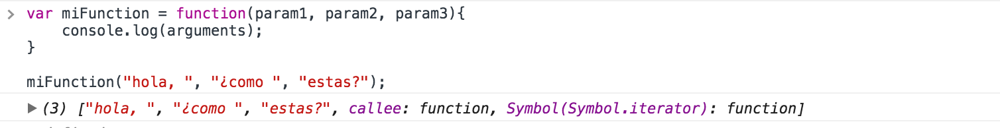 > var miFunction = function(param1, param2, param3){
console.log(arguments);
}
miFunction("hola, ", "¿como ", "estas?");
▶ (3) ["hola, ", "¿como ", "estas?", callee: function, Symbol(Symbol.iterator): function]